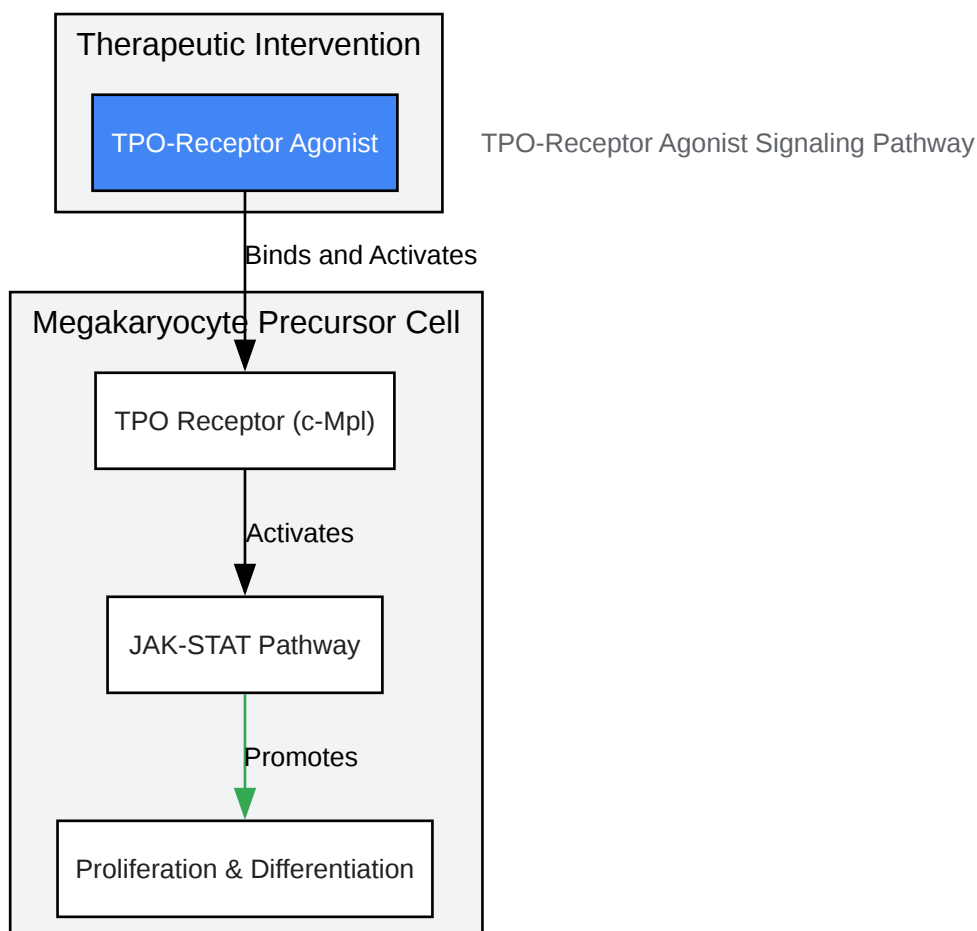 Therapeutic Intervention
TPO-Receptor Agonist
TPO-Receptor Agonist Signaling Pathway
Binds and Activates
Megakaryocyte Precursor Cell
TPO Receptor (c-Mpl)
Activates
JAK-STAT Pathway
Promotes
Proliferation & Differentiation